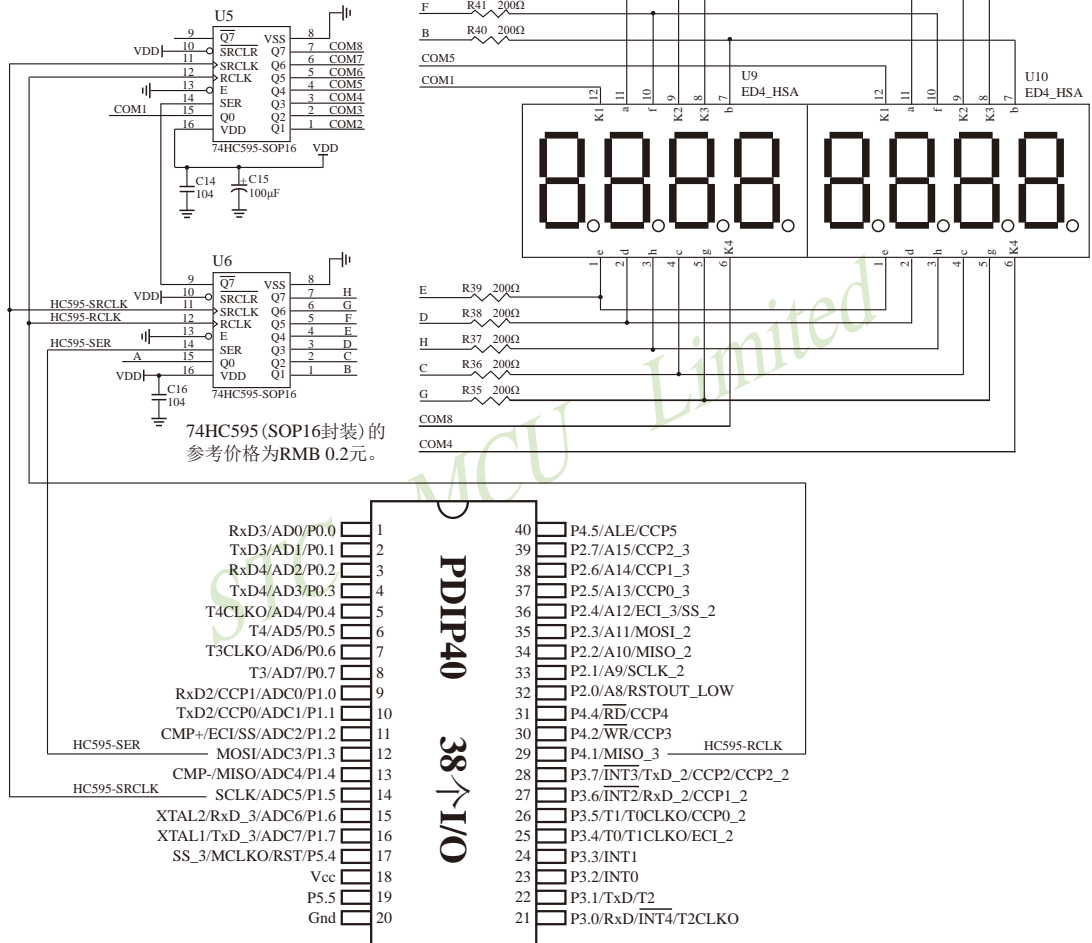 F R41 200Ω
B R40 200Ω
COM5
COM1
U5
9 Q7 VSS 8
VDD 10 SRCLR Q7 7 COM8
11 SRCLK Q6 6 COM7
12 RCLK Q5 5 COM6
13 E Q4 4 COM5
14 SER Q3 3 COM4
COM1 15 Q0 Q2 2 COM3
16 VDD Q1 1 COM2
74HC595-SOP16
VDD
C14
104
+ C15
100μF
U9
ED4_HSA
12 11 10 9 8 7
K1 a f K2 K3 b
e d h c g K4
1 2 3 4 5 6
U10
ED4_HSA
12 11 10 9 8 7
K1 a f K2 K3 b
e d h c g K4
1 2 3 4 5 6
U6
9 Q7 VSS 8
VDD 10 SRCLR Q7 7 H
HC595-SRCLK 11 SRCLK Q6 6 G
HC595-RCLK 12 RCLK Q5 5 F
13 E Q4 4 E
HC595-SER 14 SER Q3 3 D
A 15 Q0 Q2 2 C
VDD 16 VDD Q1 1 B
74HC595-SOP16
C16
104
E R39 200Ω
D R38 200Ω
H R37 200Ω
C R36 200Ω
G R35 200Ω
COM8
COM4
74HC595(SOP16封装)的
参考价格为RMB 0.2元。
STC MCU Limited
PDIP40 38个I/O
RxD3/AD0/P0.0 1
TxD3/AD1/P0.1 2
RxD4/AD2/P0.2 3
TxD4/AD3/P0.3 4
T4CLKO/AD4/P0.4 5
T4/AD5/P0.5 6
T3CLKO/AD6/P0.6 7
T3/AD7/P0.7 8
RxD2/CCP1/ADC0/P1.0 9
TxD2/CCP0/ADC1/P1.1 10
CMP+/ECI/SS/ADC2/P1.2 11
HC595-SER MOSI/ADC3/P1.3 12
CMP-/MISO/ADC4/P1.4 13
HC595-SRCLK SCLK/ADC5/P1.5 14
XTAL2/RxD_3/ADC6/P1.6 15
XTAL1/TxD_3/ADC7/P1.7 16
SS_3/MCLKO/RST/P5.4 17
Vcc 18
P5.5 19
Gnd 20
40 P4.5/ALE/CCP5
39 P2.7/A15/CCP2_3
38 P2.6/A14/CCP1_3
37 P2.5/A13/CCP0_3
36 P2.4/A12/ECI_3/SS_2
35 P2.3/A11/MOSI_2
34 P2.2/A10/MISO_2
33 P2.1/A9/SCLK_2
32 P2.0/A8/RSTOUT_LOW
31 P4.4/RD/CCP4
30 P4.2/WR/CCP3
29 P4.1/MISO_3 HC595-RCLK
28 P3.7/INT3/TxD_2/CCP2/CCP2_2
27 P3.6/INT2/RxD_2/CCP1_2
26 P3.5/T1/T0CLKO/CCP0_2
25 P3.4/T0/T1CLKO/ECI_2
24 P3.3/INT1
23 P3.2/INT0
22 P3.1/TxD/T2
21 P3.0/RxD/INT4/T2CLKO